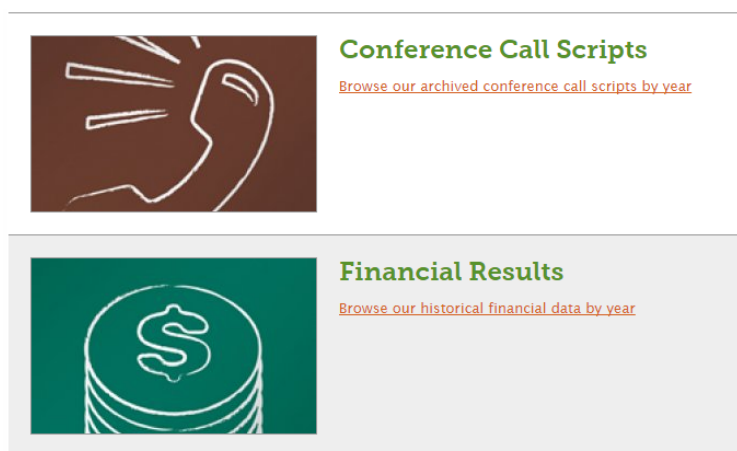 Conference Call Scripts
Browse our archived conference call scripts by year
$
Financial Results
Browse our historical financial data by year